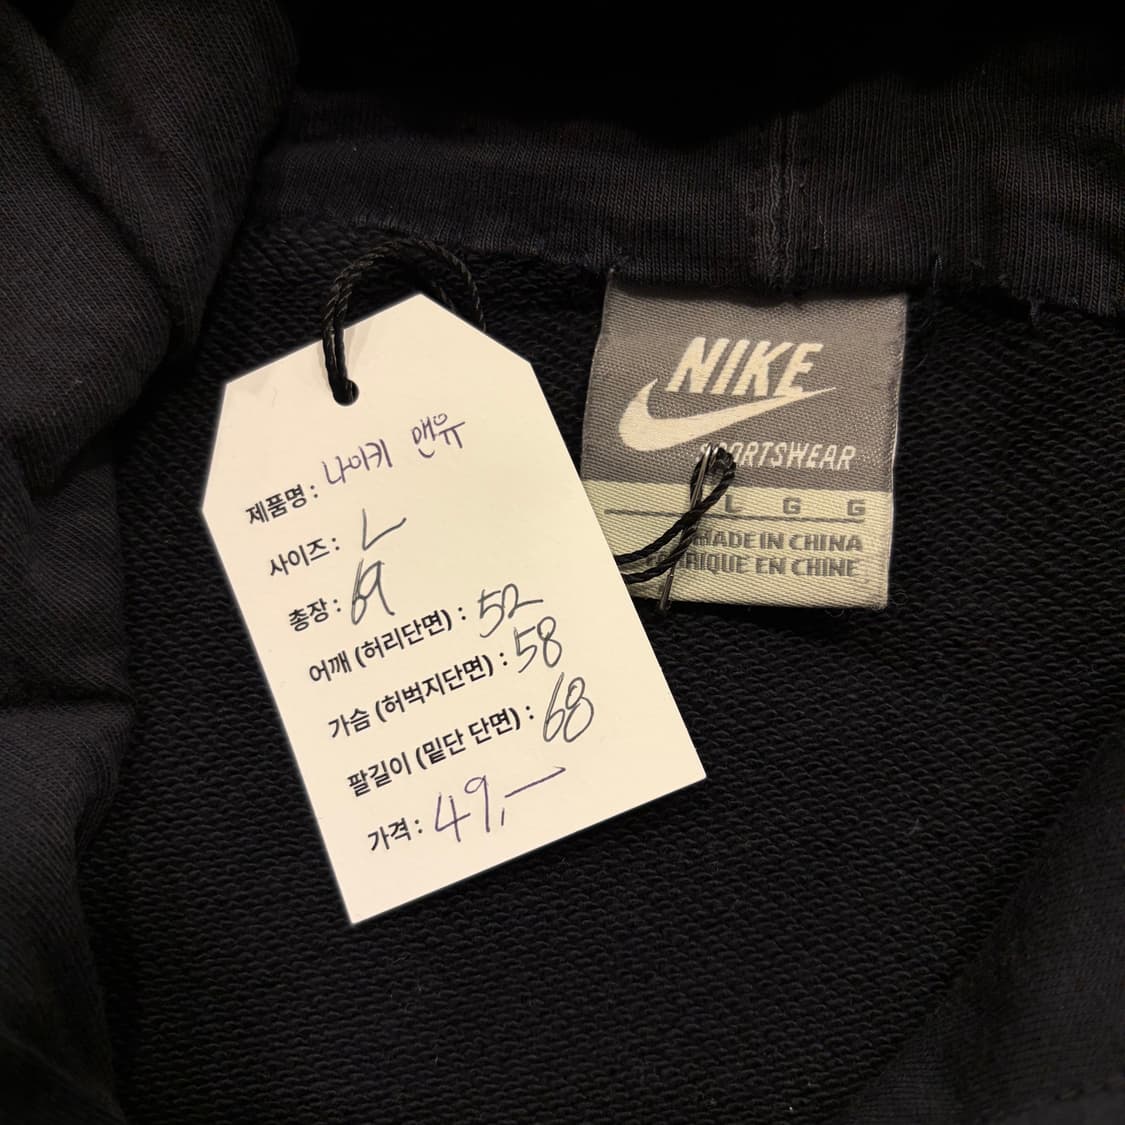 제품명 : 나이키 맨유
사이즈 : L
총장 : 69
어깨 (허리단면) : 52
가슴 (허벅지단면) : 58
팔길이 (밑단 단면) : 68
가격 : 49,—
NIKE
SPORTSWEAR
L G G
MADE IN CHINA
FABRIQUE EN CHINE